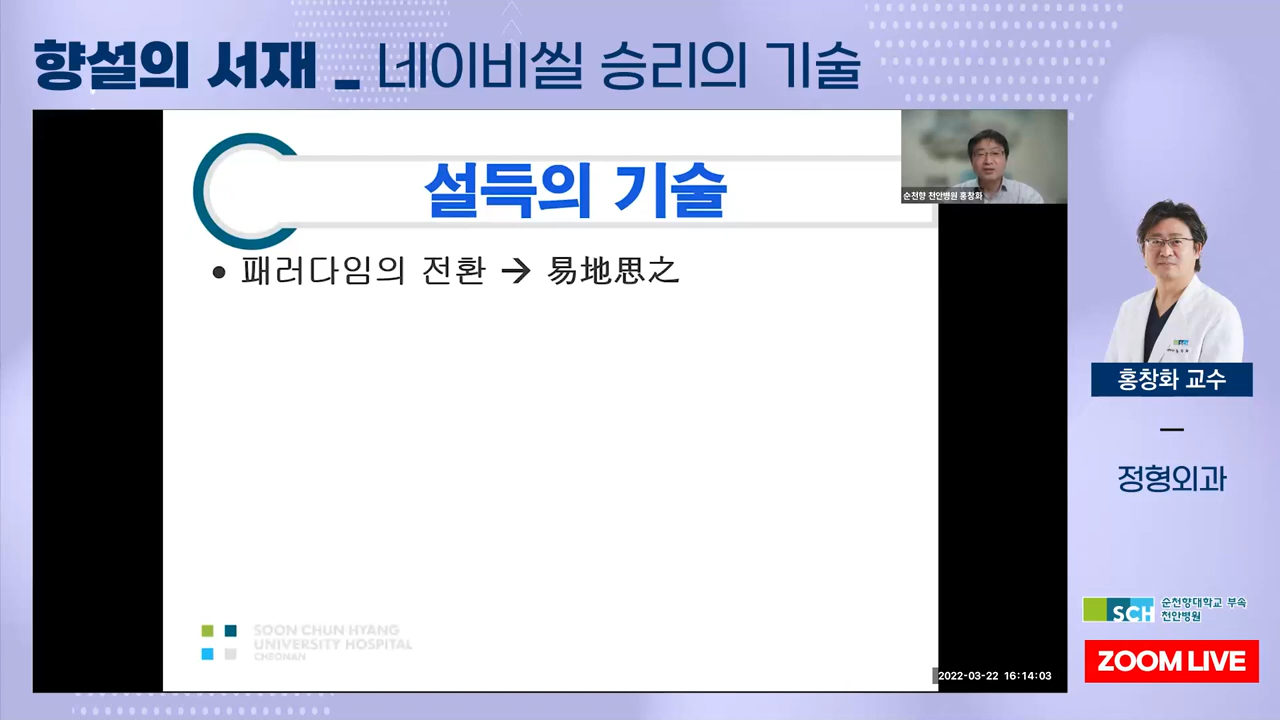 향설의 서재 _ 네이비씰 승리의 기술
설득의 기술
순천향 천안병원 홍창화
• 패러다임의 전환 → 易地思之
홍창화 교수
정형외과
SOON CHUN HYANG
UNIVERSITY HOSPITAL
CHEONAN
SCH 순천향대학교 부속
천안병원
ZOOM LIVE
2022-03-22 16:14:03